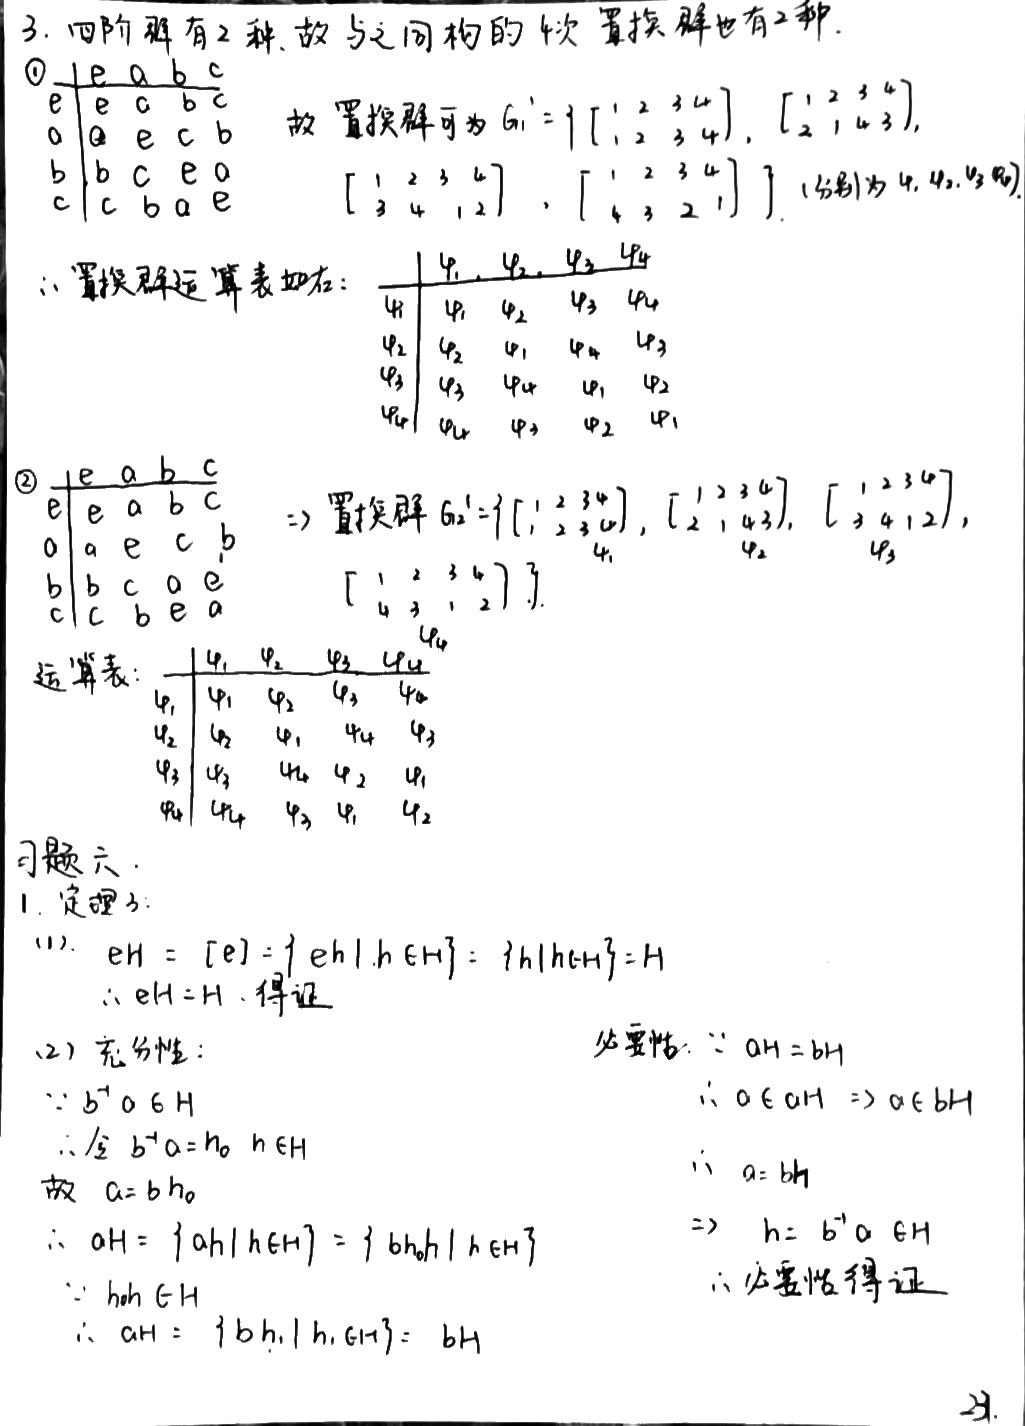 3. 四阶群有2种、故与之同构的4次置换群也有2种.
① e a b c
e e a b c
a a e c b
b b c e a
c c b a e
故 置换群可为 G₁' = { [1 2 3 4 / 1 2 3 4], [1 2 3 4 / 2 1 4 3],
[1 2 3 4 / 3 4 1 2], [1 2 3 4 / 4 3 2 1] }. (分别为 φ₁, φ₂, φ₃, φ₄).
∴ 置换群运算表如右:
φ₁ φ₂ φ₃ φ₄
φ₁ φ₁ φ₂ φ₃ φ₄
φ₂ φ₂ φ₁ φ₄ φ₃
φ₃ φ₃ φ₄ φ₁ φ₂
φ₄ φ₄ φ₃ φ₂ φ₁
② e a b c
e e a b c
a a e c b
b b c a e
c c b e a
=> 置换群 G₂' = { [1 2 3 4 / 1 2 3 4], [1 2 3 4 / 2 1 4 3], [1 2 3 4 / 3 4 1 2],
φ₁ φ₂ φ₃
[1 2 3 4 / 4 3 1 2] }.
φ₄
运算表:
φ₁ φ₂ φ₃ φ₄
φ₁ φ₁ φ₂ φ₃ φ₄
φ₂ φ₂ φ₁ φ₄ φ₃
φ₃ φ₃ φ₄ φ₂ φ₁
φ₄ φ₄ φ₃ φ₁ φ₂
习题六.
1. 定理3:
(1). eH = [e] = { eh | h∈H } = { h | h∈H } = H
∴ eH = H. 得证
(2) 充分性:
∵ b⁻¹a ∈ H
∴ 令 b⁻¹a = h₀ h∈H
故 a = bh₀
∴ aH = { ah | h∈H } = { bh₀h | h∈H }
∵ h₀h ∈ H
∴ aH = { bh₁ | h₁∈H } = bH
必要性: ∵ aH = bH
∴ a∈aH => a∈bH
∴ a = bh
=> h = b⁻¹a ∈H
∴ 必要性得证